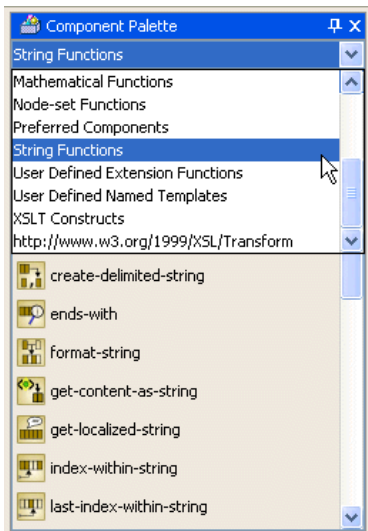 Component Palette
String Functions
Mathematical Functions
Node-set Functions
Preferred Components
String Functions
User Defined Extension Functions
User Defined Named Templates
XSLT Constructs
http://www.w3.org/1999/XSL/Transform
create-delimited-string
ends-with
format-string
get-content-as-string
get-localized-string
index-within-string
last-index-within-string